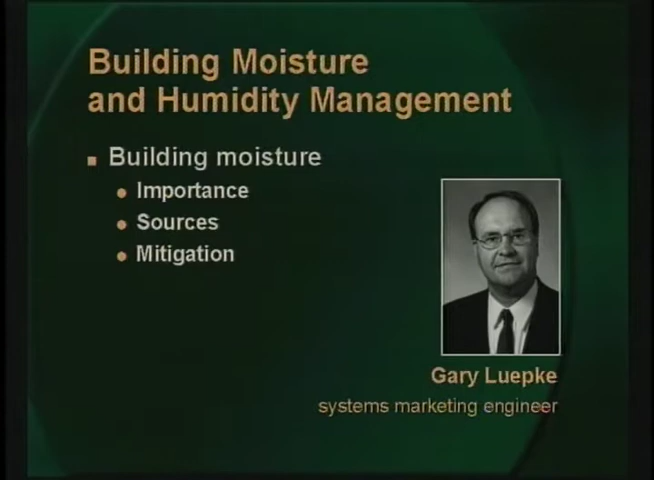 Building Moisture
and Humidity Management
Building moisture
Importance
Sources
Mitigation
Gary Luepke
systems marketing engineer